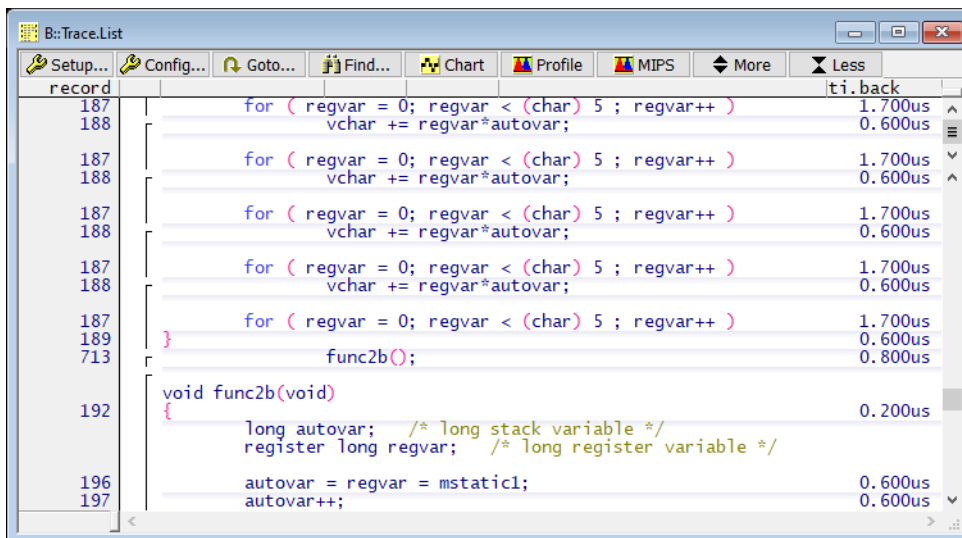 B::Trace.List
Setup... Config... Goto... Find... Chart Profile MIPS More Less
record ti.back
187 for ( regvar = 0; regvar < (char) 5 ; regvar++ ) 1.700us
188 vchar += regvar*autovar; 0.600us
187 for ( regvar = 0; regvar < (char) 5 ; regvar++ ) 1.700us
188 vchar += regvar*autovar; 0.600us
187 for ( regvar = 0; regvar < (char) 5 ; regvar++ ) 1.700us
188 vchar += regvar*autovar; 0.600us
187 for ( regvar = 0; regvar < (char) 5 ; regvar++ ) 1.700us
188 vchar += regvar*autovar; 0.600us
187 for ( regvar = 0; regvar < (char) 5 ; regvar++ ) 1.700us
189 } 0.600us
713 func2b(); 0.800us
void func2b(void)
192 { 0.200us
long autovar; /* long stack variable */
register long regvar; /* long register variable */
196 autovar = regvar = mstatic1; 0.600us
197 autovar++; 0.600us